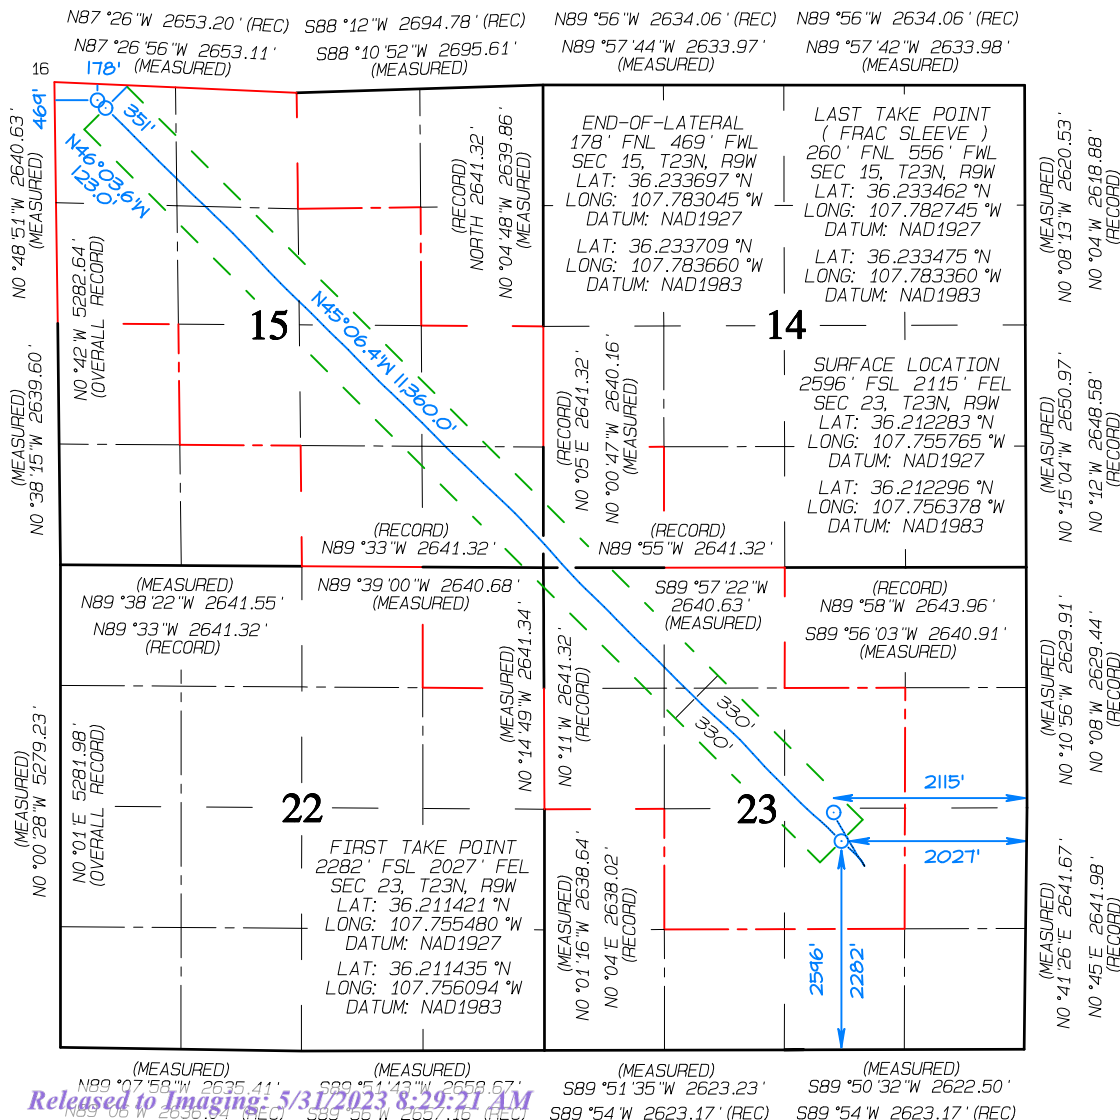 N87°26'W 2653.20' (REC)
S88°12'W 2694.78' (REC)
N89°56'W 2634.06' (REC)
N89°56'W 2634.06' (REC)
N87°26'56"W 2653.11'
(MEASURED)
S88°10'52"W 2695.61'
(MEASURED)
N89°57'44"W 2633.97'
(MEASURED)
N89°57'42"W 2633.98'
(MEASURED)
16
178'
469'
351'
N46°03.6'W
123.0'
N0°48'51"W 2640.63'
(MEASURED)
N0°42'W 5282.64'
(OVERALL RECORD)
(MEASURED)
N0°38'15"W 2639.60'
15
N45°06.4'W 11,360.0'
(RECORD)
NORTH 2641.32'
N0°04'48"W 2639.86'
(MEASURED)
END-OF-LATERAL
178' FNL 469' FWL
SEC 15, T23N, R9W
LAT: 36.233697°N
LONG: 107.783045°W
DATUM: NAD1927
LAT: 36.233709°N
LONG: 107.783660°W
DATUM: NAD1983
LAST TAKE POINT
( FRAC SLEEVE )
260' FNL 556' FWL
SEC 15, T23N, R9W
LAT: 36.233462°N
LONG: 107.782745°W
DATUM: NAD1927
LAT: 36.233475°N
LONG: 107.783360°W
DATUM: NAD1983
14
(MEASURED)
N0°08'13"W 2620.53'
N0°04'W 2618.88'
(RECORD)
SURFACE LOCATION
2596' FSL 2115' FEL
SEC 23, T23N, R9W
LAT: 36.212283°N
LONG: 107.755765°W
DATUM: NAD1927
LAT: 36.212296°N
LONG: 107.756378°W
DATUM: NAD1983
(RECORD)
N0°05'E 2641.32'
N0°00'47"W 2640.16'
(MEASURED)
(MEASURED)
N0°15'04"W 2650.97'
N0°12'W 2648.58'
(RECORD)
(RECORD)
N89°33'W 2641.32'
(RECORD)
N89°55'W 2641.32'
(MEASURED)
N89°38'22"W 2641.55'
N89°33'W 2641.32'
(RECORD)
N89°39'00"W 2640.68'
(MEASURED)
S89°57'22"W
2640.63'
(MEASURED)
(RECORD)
N89°58'W 2643.96'
S89°56'03"W 2640.91'
(MEASURED)
(MEASURED)
N0°14'49"W 2641.34'
N0°11'W 2641.32'
(RECORD)
(MEASURED)
N0°10'56"W 2629.91'
N0°08'W 2629.44'
(RECORD)
(MEASURED)
N0°00'28"W 5279.23'
N0°01'E 5281.98'
(OVERALL RECORD)
330'
330'
22
23
2115'
2027'
2596'
2282'
FIRST TAKE POINT
2282' FSL 2027' FEL
SEC 23, T23N, R9W
LAT: 36.211421°N
LONG: 107.755480°W
DATUM: NAD1927
LAT: 36.211435°N
LONG: 107.756094°W
DATUM: NAD1983
(MEASURED)
N0°01'16"W 2638.64'
N0°04'E 2638.02'
(RECORD)
(MEASURED)
N0°41'26"E 2641.67'
N0°45'E 2641.98'
(RECORD)
(MEASURED)
N89°07'58"W 2635.41'
(MEASURED)
S89°51'43"W 2658.67'
(MEASURED)
S89°51'35"W 2623.23'
S89°54'W 2623.17' (REC)
(MEASURED)
S89°50'32"W 2622.50'
S89°54'W 2623.17' (REC)
Released to Imaging: 5/31/2023 8:29:21 AM